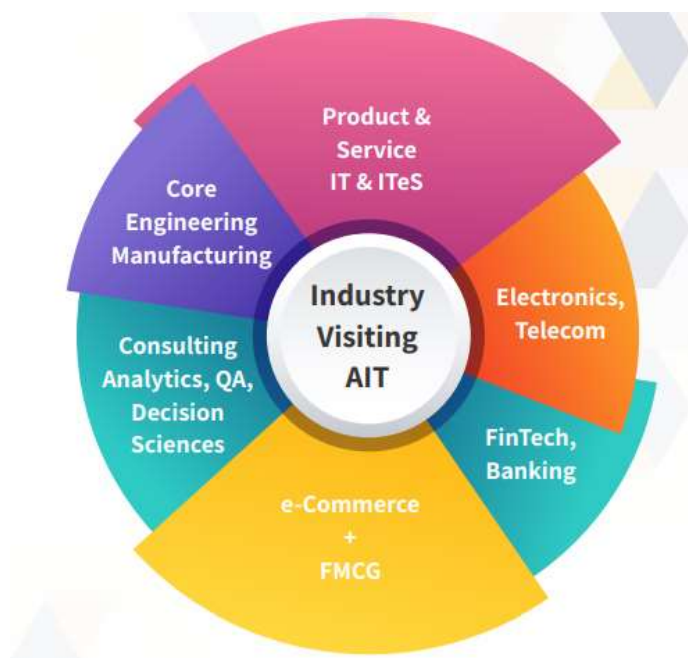 Product &
Service
IT & ITeS
Core
Engineering
Manufacturing
Industry
Visiting
AIT
Electronics,
Telecom
Consulting
Analytics, QA,
Decision
Sciences
FinTech,
Banking
e-Commerce
+
FMCG